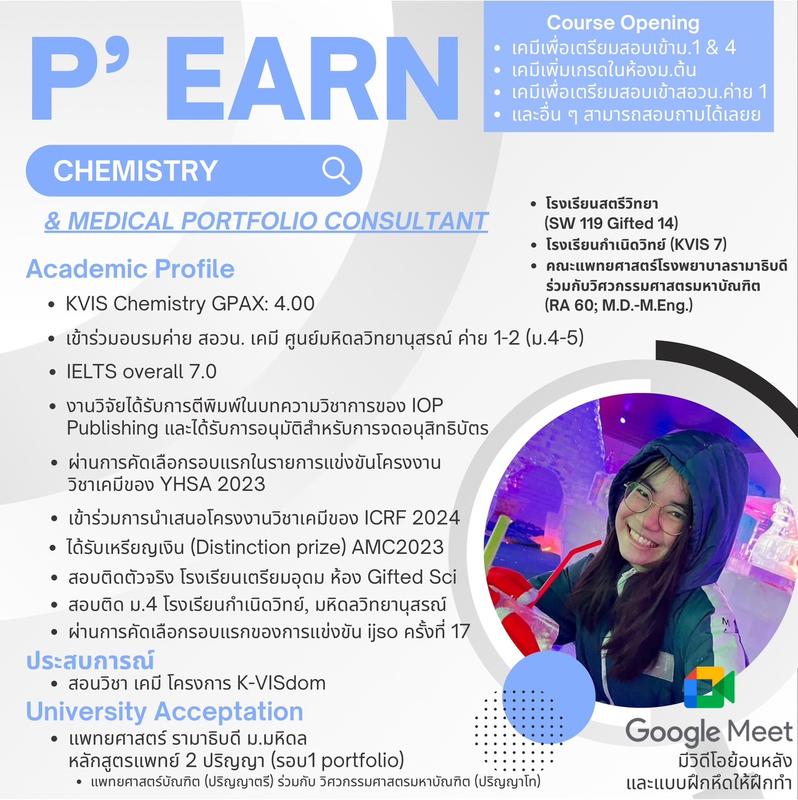 P' EARN
Course Opening
• เคมีเพื่อเตรียมสอบเข้าม.1 & 4
• เคมีเพิ่มเกรดในห้องม.ต้น
• เคมีเพื่อเตรียมสอบเข้าสอวน.ค่าย 1
• และอื่น ๆ สามารถสอบถามได้เลยย
CHEMISTRY
& MEDICAL PORTFOLIO CONSULTANT
• โรงเรียนสตรีวิทยา
(SW 119 Gifted 14)
• โรงเรียนกำเนิดวิทย์ (KVIS 7)
• คณะแพทยศาสตร์โรงพยาบาลรามาธิบดี
ร่วมกับวิศวกรรมศาสตรมหาบัณฑิต
(RA 60; M.D.-M.Eng.)
Academic Profile
• KVIS Chemistry GPAX: 4.00
• เข้าร่วมอบรมค่าย สอวน. เคมี ศูนย์มหิดลวิทยานุสรณ์ ค่าย 1-2 (ม.4-5)
• IELTS overall 7.0
• งานวิจัยได้รับการตีพิมพ์ในบทความวิชาการของ IOP
Publishing และได้รับการอนุมัติสำหรับการจดอนุสิทธิบัตร
• ผ่านการคัดเลือกรอบแรกในรายการแข่งขันโครงงาน
วิชาเคมีของ YHSA 2023
• เข้าร่วมการนำเสนอโครงงานวิชาเคมีของ ICRF 2024
• ได้รับเหรียญเงิน (Distinction prize) AMC2023
• สอบติดตัวจริง โรงเรียนเตรียมอุดม ห้อง Gifted Sci
• สอบติด ม.4 โรงเรียนกำเนิดวิทย์, มหิดลวิทยานุสรณ์
• ผ่านการคัดเลือกรอบแรกของการแข่งขัน ijso ครั้งที่ 17
ประสบการณ์
• สอนวิชา เคมี โครงการ K-VISdom
University Acceptation
• แพทยศาสตร์ รามาธิบดี ม.มหิดล
หลักสูตรแพทย์ 2 ปริญญา (รอบ1 portfolio)
• แพทยศาสตร์บัณฑิต (ปริญญาตรี) ร่วมกับ วิศวกรรมศาสตรมหาบัณฑิต (ปริญญาโท)
Google Meet
มีวิดีโอย้อนหลัง
และแบบฝึกหัดให้ฝึกทำ